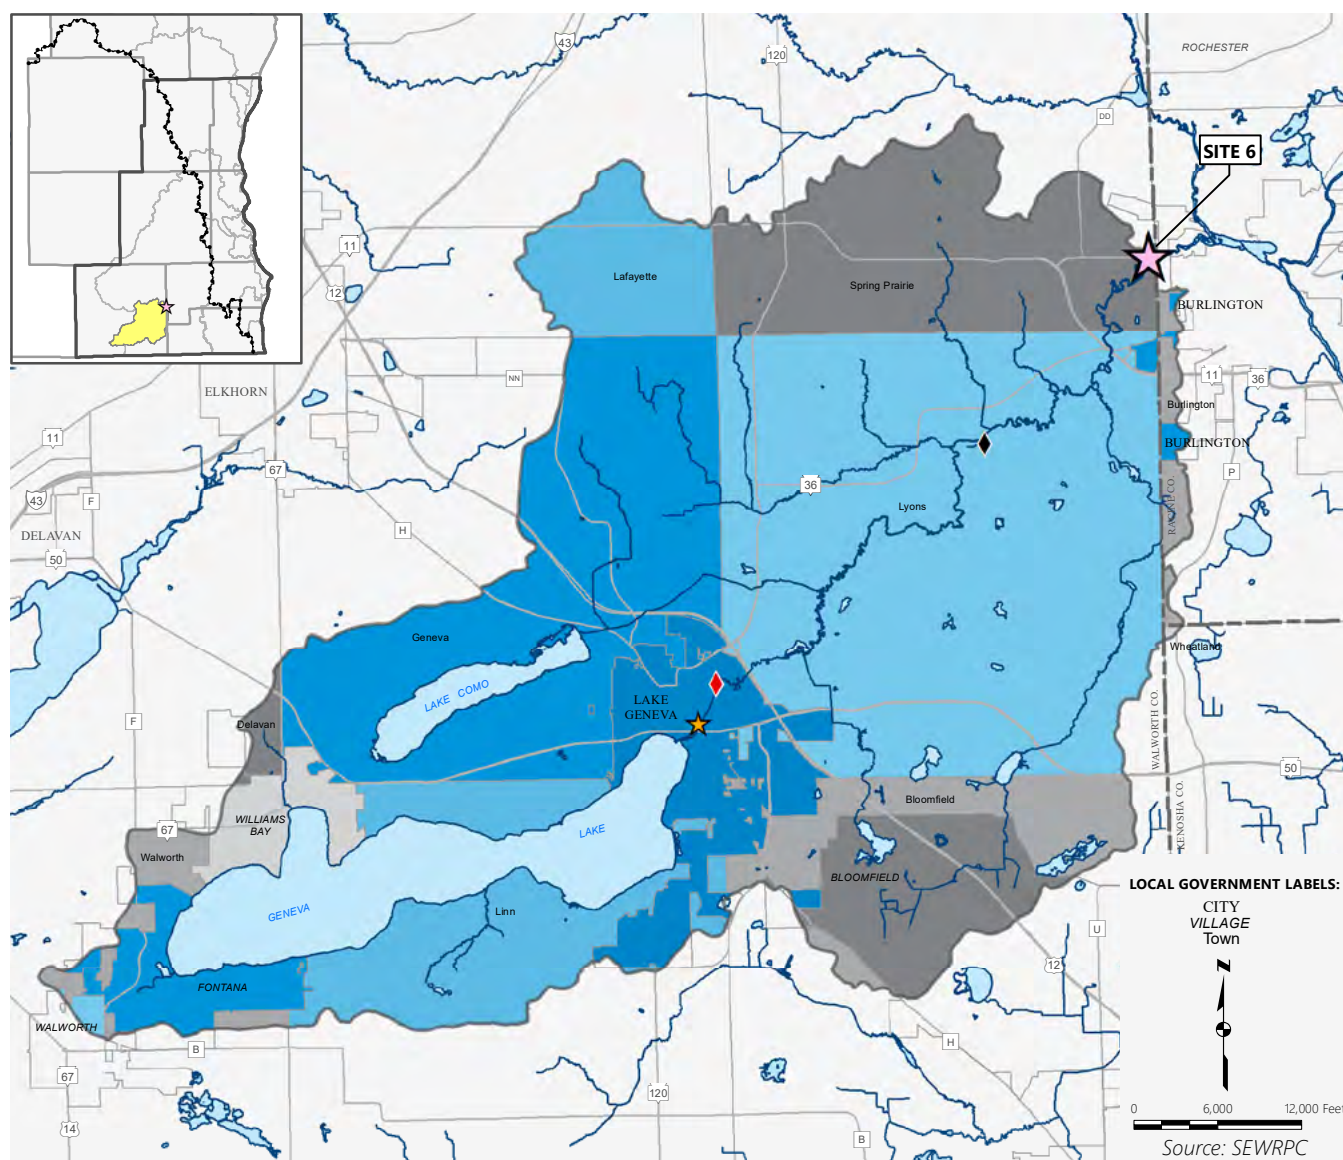 43
120
ROCHESTER
DD
SITE 6
11
12
Lafayette
Spring Prairie
BURLINGTON
NN
ELKHORN
11
36
Burlington
11
BURLINGTON
67
P
43
F
36
RACINE CO.
Lyons
DELAVAN
H
50
Geneva
Wheatland
LAKE COMO
WALWORTH CO.
LAKE
GENEVA
F
Delavan
50
KENOSHA CO.
Bloomfield
WILLIAMS
BAY
67
LAKE
Walworth
BLOOMFIELD
LOCAL GOVERNMENT LABELS:
CITY
VILLAGE
Town
GENEVA
Linn
U
12
N
FONTANA
WALWORTH
B
H
67
120
0 6,000 12,000 Feet
14
B
Source: SEWRPC